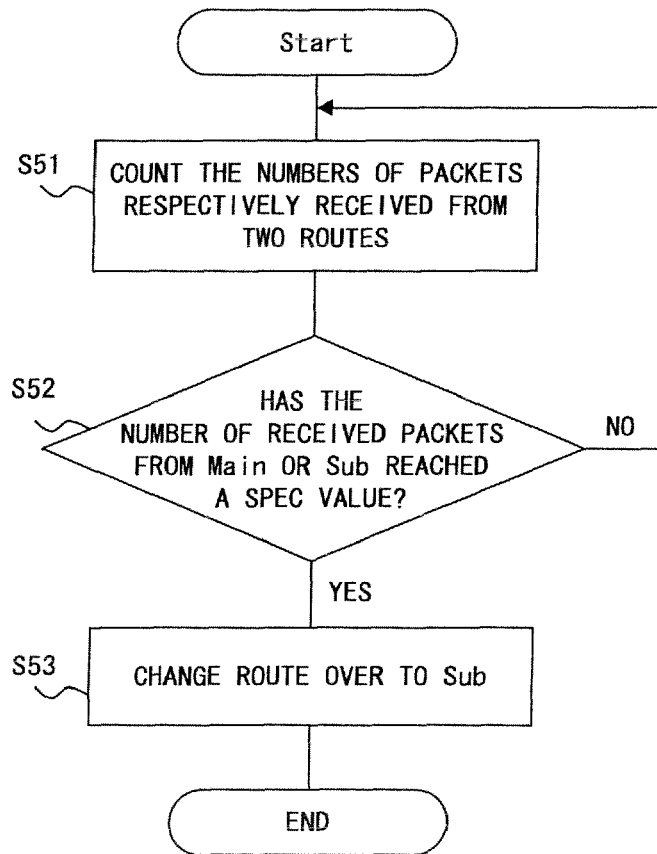 Start
S51
COUNT THE NUMBERS OF PACKETS
RESPECTIVELY RECEIVED FROM
TWO ROUTES
S52
HAS THE
NUMBER OF RECEIVED PACKETS
FROM Main OR Sub REACHED
A SPEC VALUE?
NO
YES
S53
CHANGE ROUTE OVER TO Sub
END